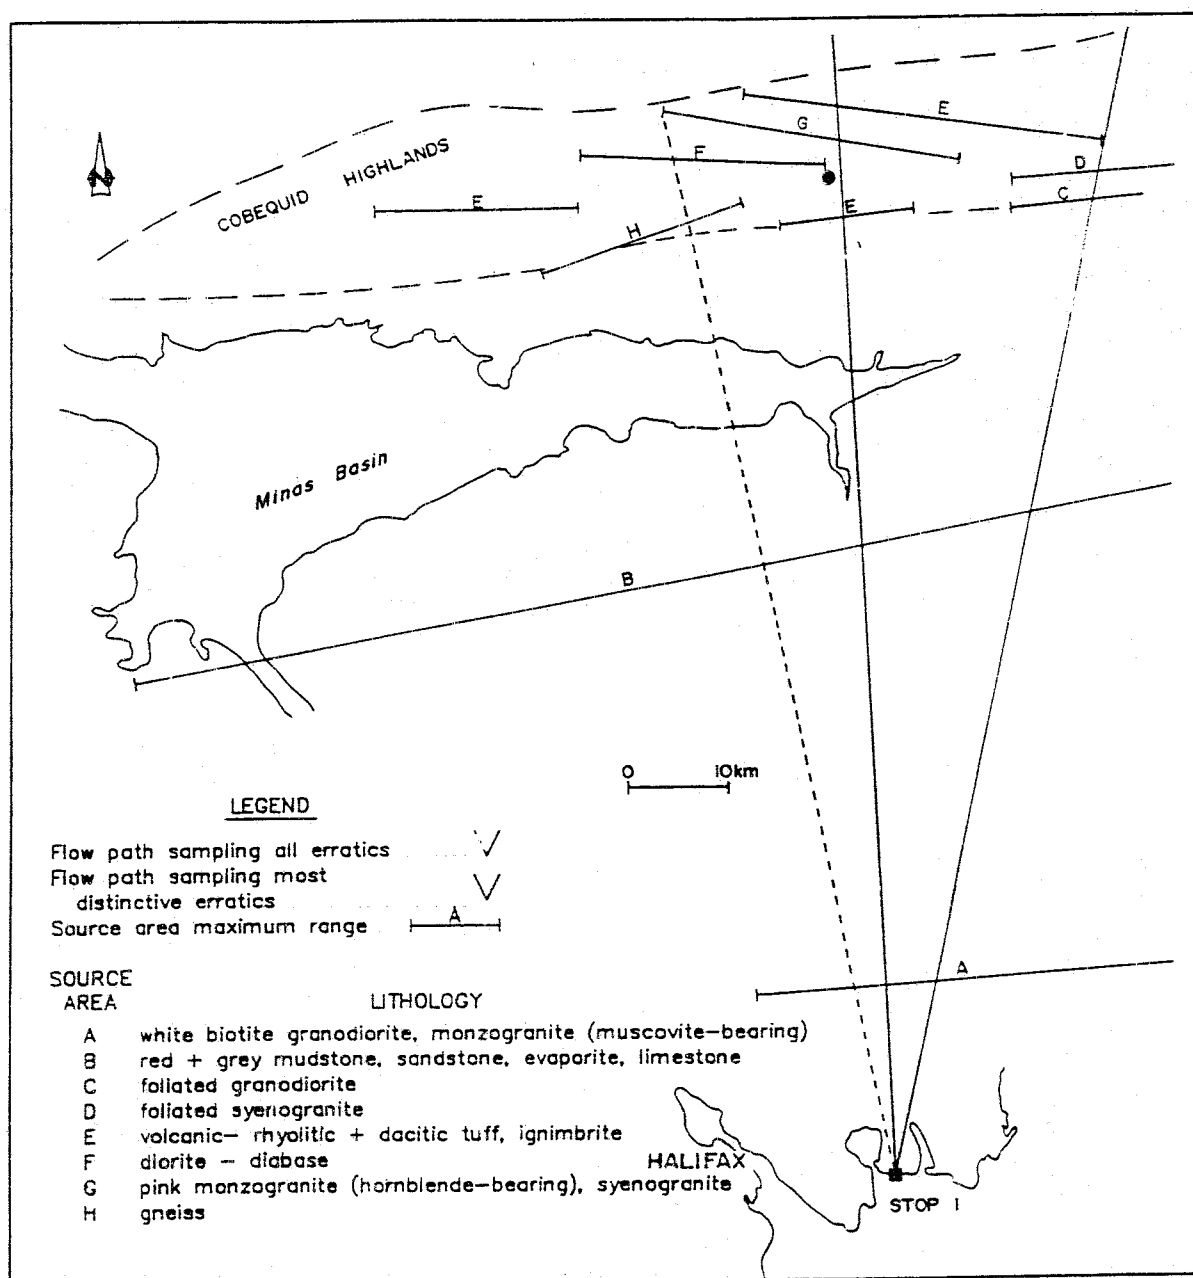 E
G
F
D
COBEQUID HIGHLANDS
N
C
E
E
H
Minas Basin
B
0 10km
LEGEND
Flow path sampling all erratics
Flow path sampling most
distinctive erratics
Source area maximum range A
A
SOURCE
AREA LITHOLOGY
A white biotite granodiorite, monzogranite (muscovite-bearing)
B red + grey mudstone, sandstone, evaporite, limestone
C foliated granodiorite
D foliated syenogranite
E volcanic- rhyolitic + dacitic tuff, ignimbrite
F diorite - diabase
G pink monzogranite (hornblende-bearing), syenogranite
H gneiss
HALIFAX
STOP 1